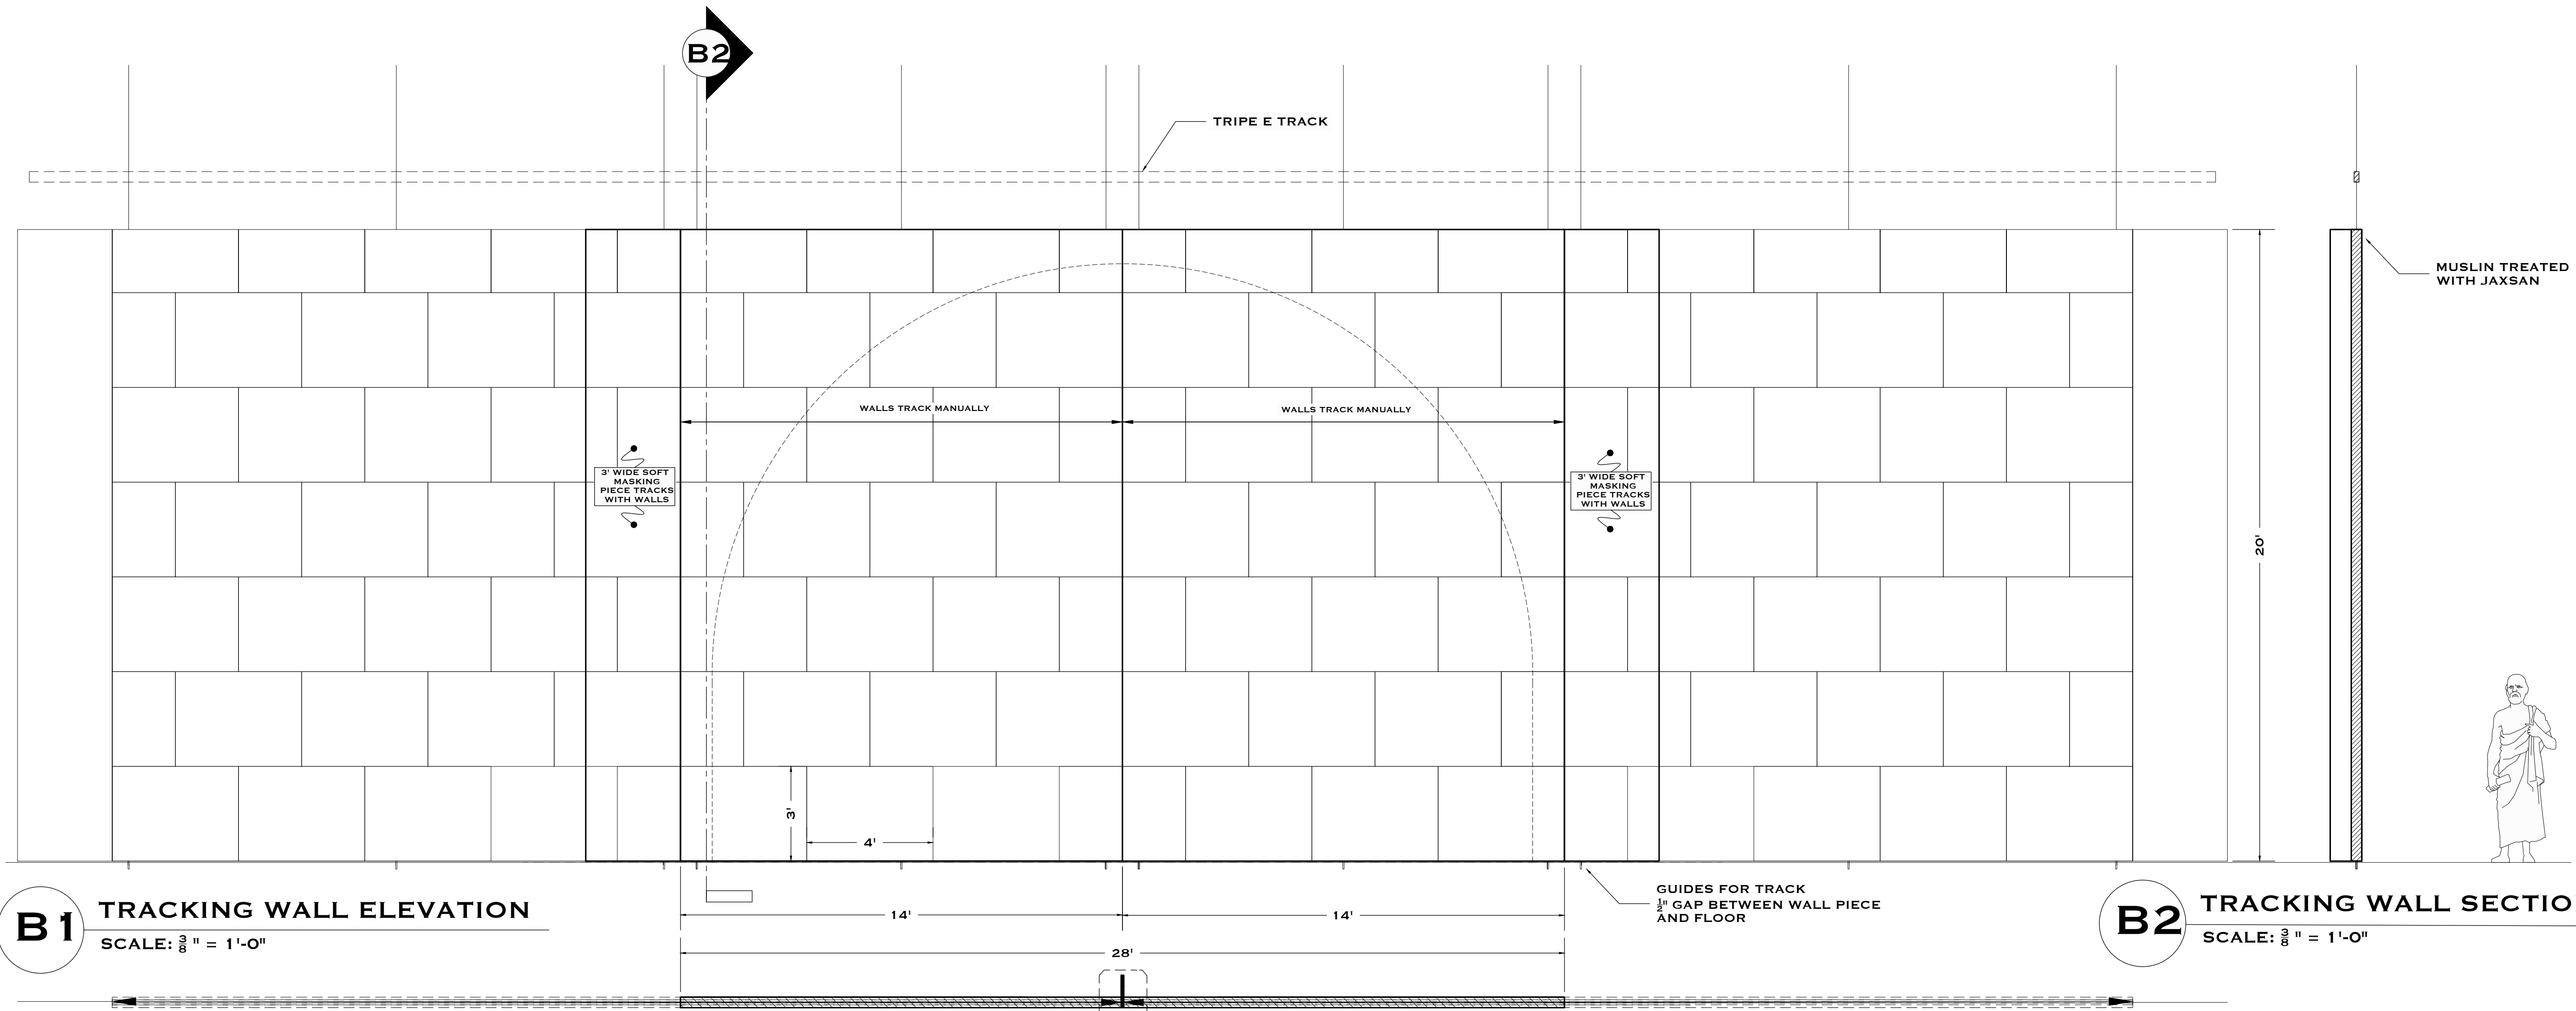 B2
TRIPE E TRACK
MUSLIN TREATED
WITH JAXSAN
WALLS TRACK MANUALLY
WALLS TRACK MANUALLY
3' WIDE SOFT
MASKING
PIECE TRACKS
WITH WALLS
3' WIDE SOFT
MASKING
PIECE TRACKS
WITH WALLS
20'
3'
4'
GUIDES FOR TRACK
1/2" GAP BETWEEN WALL PIECE
AND FLOOR
14'
14'
28'
B1
TRACKING WALL ELEVATION
SCALE: 3/8" = 1'-0"
B2
TRACKING WALL SECTIO
SCALE: 3/8" = 1'-0"